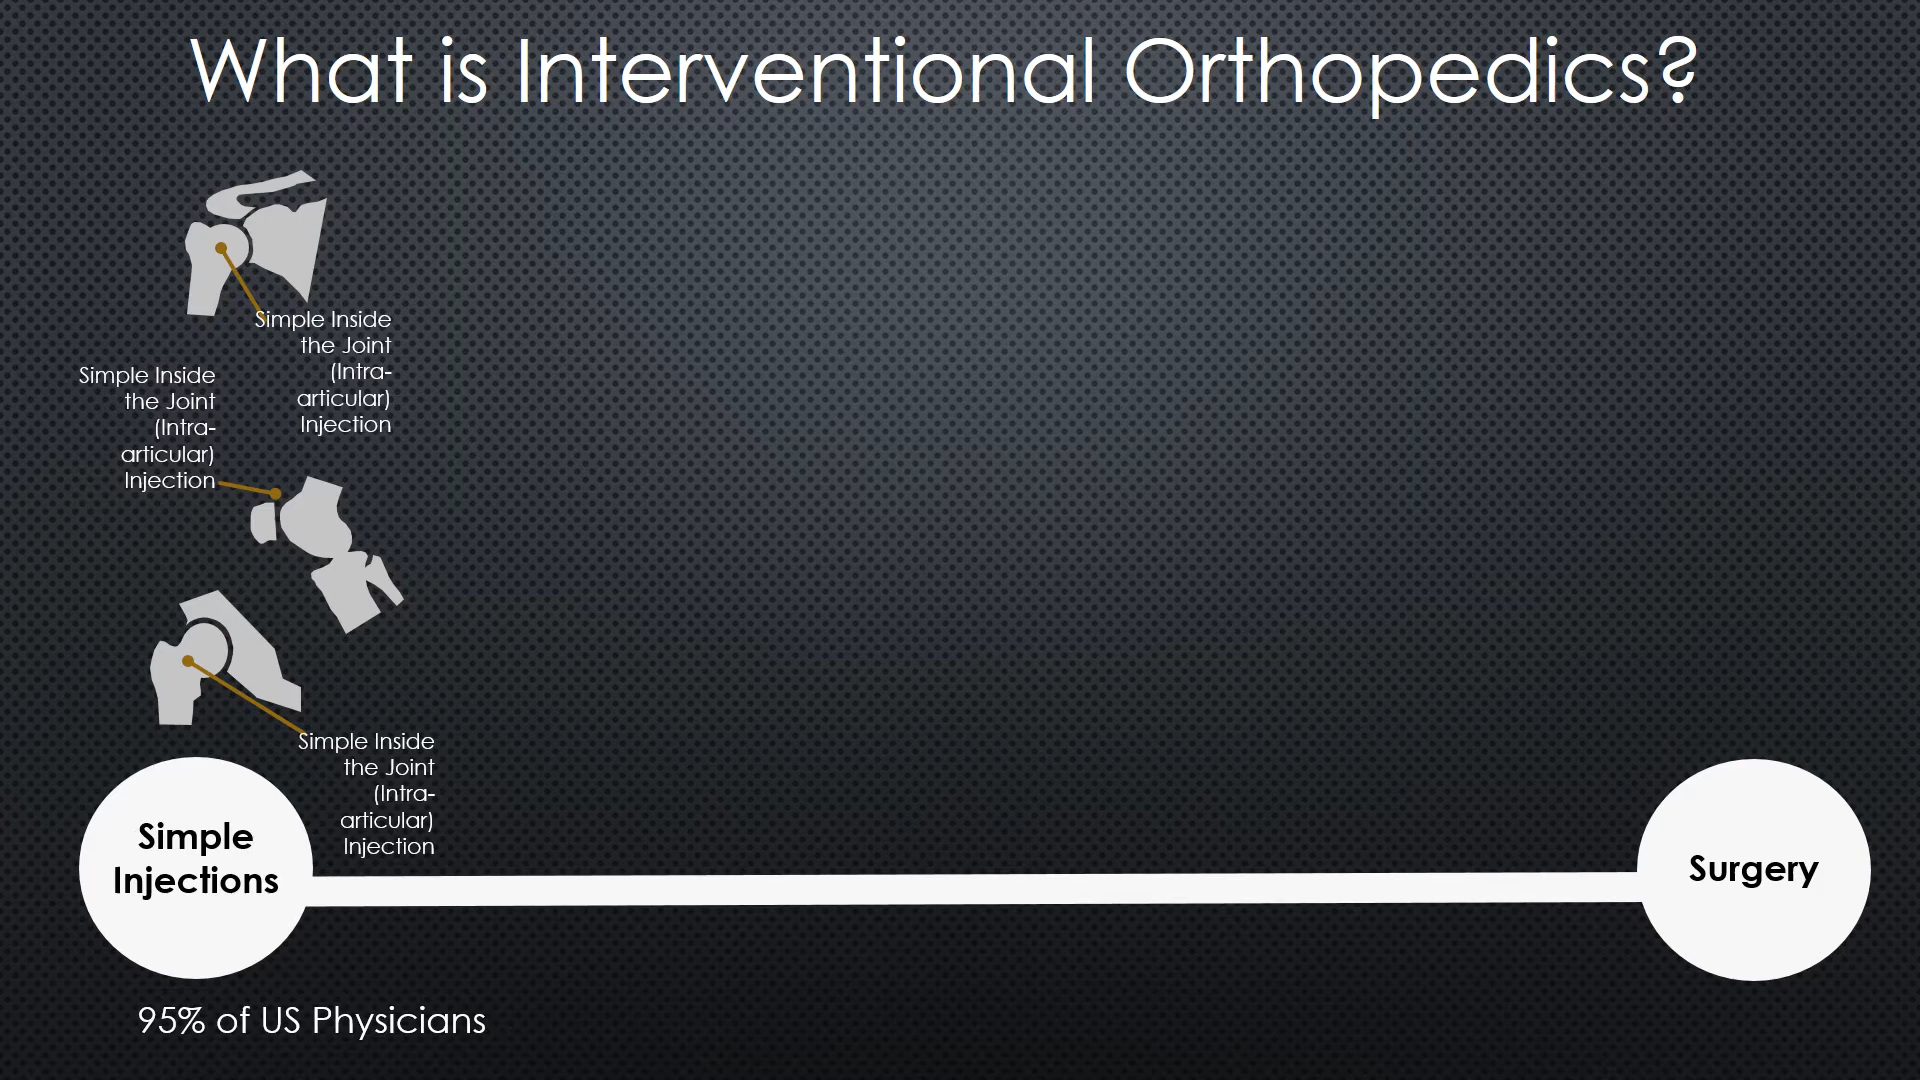 What is Interventional Orthopedics?
Simple Inside
the Joint
(Intra-
articular)
Injection
Simple Inside
the Joint
(Intra-
articular)
Injection
Simple Inside
the Joint
(Intra-
articular)
Injection
Simple
Injections
Surgery
95% of US Physicians